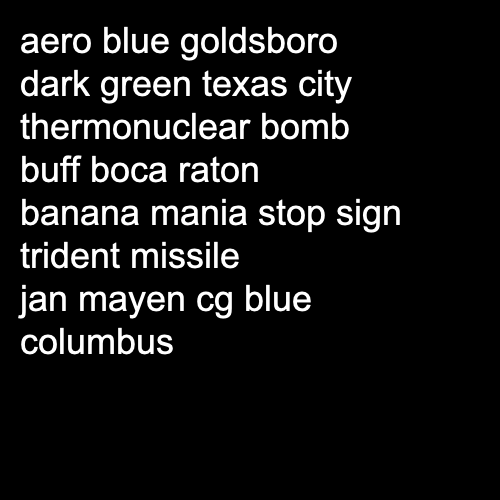 aero blue goldsboro
dark green texas city
thermonuclear bomb
buff boca raton
banana mania stop sign
trident missile
jan mayen cg blue
columbus